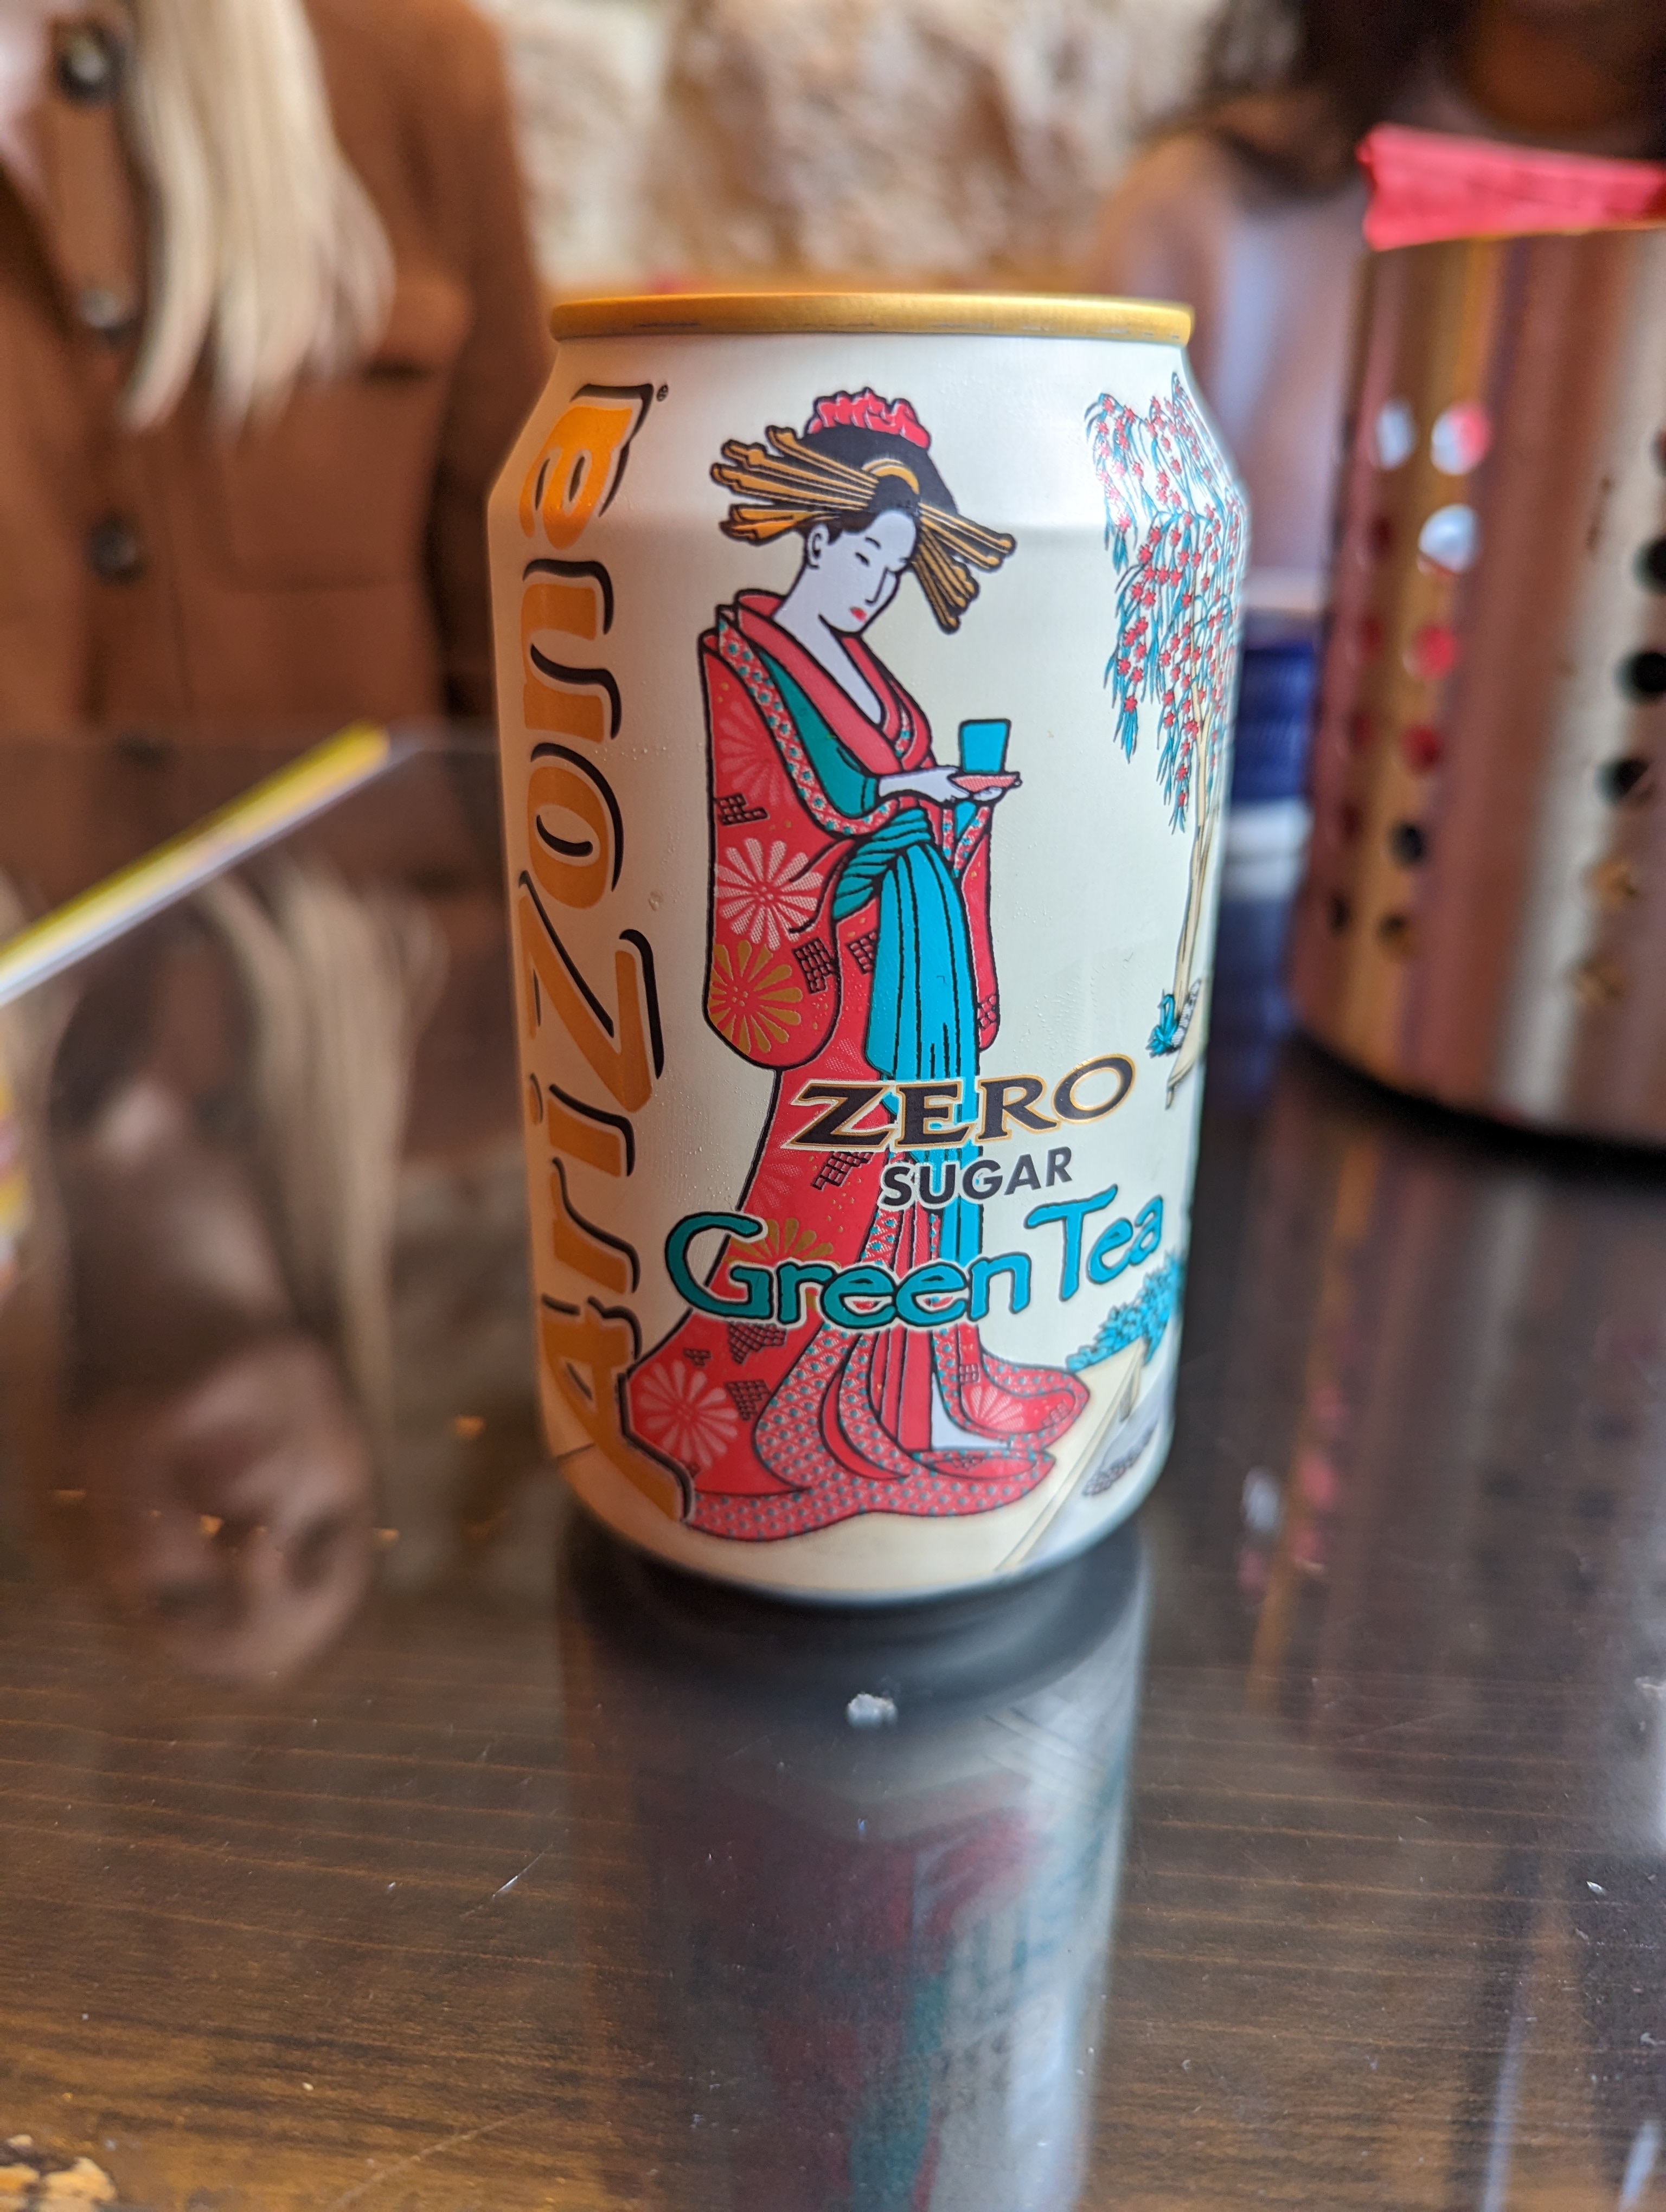 AriZona
ZERO
SUGAR
Green Tea